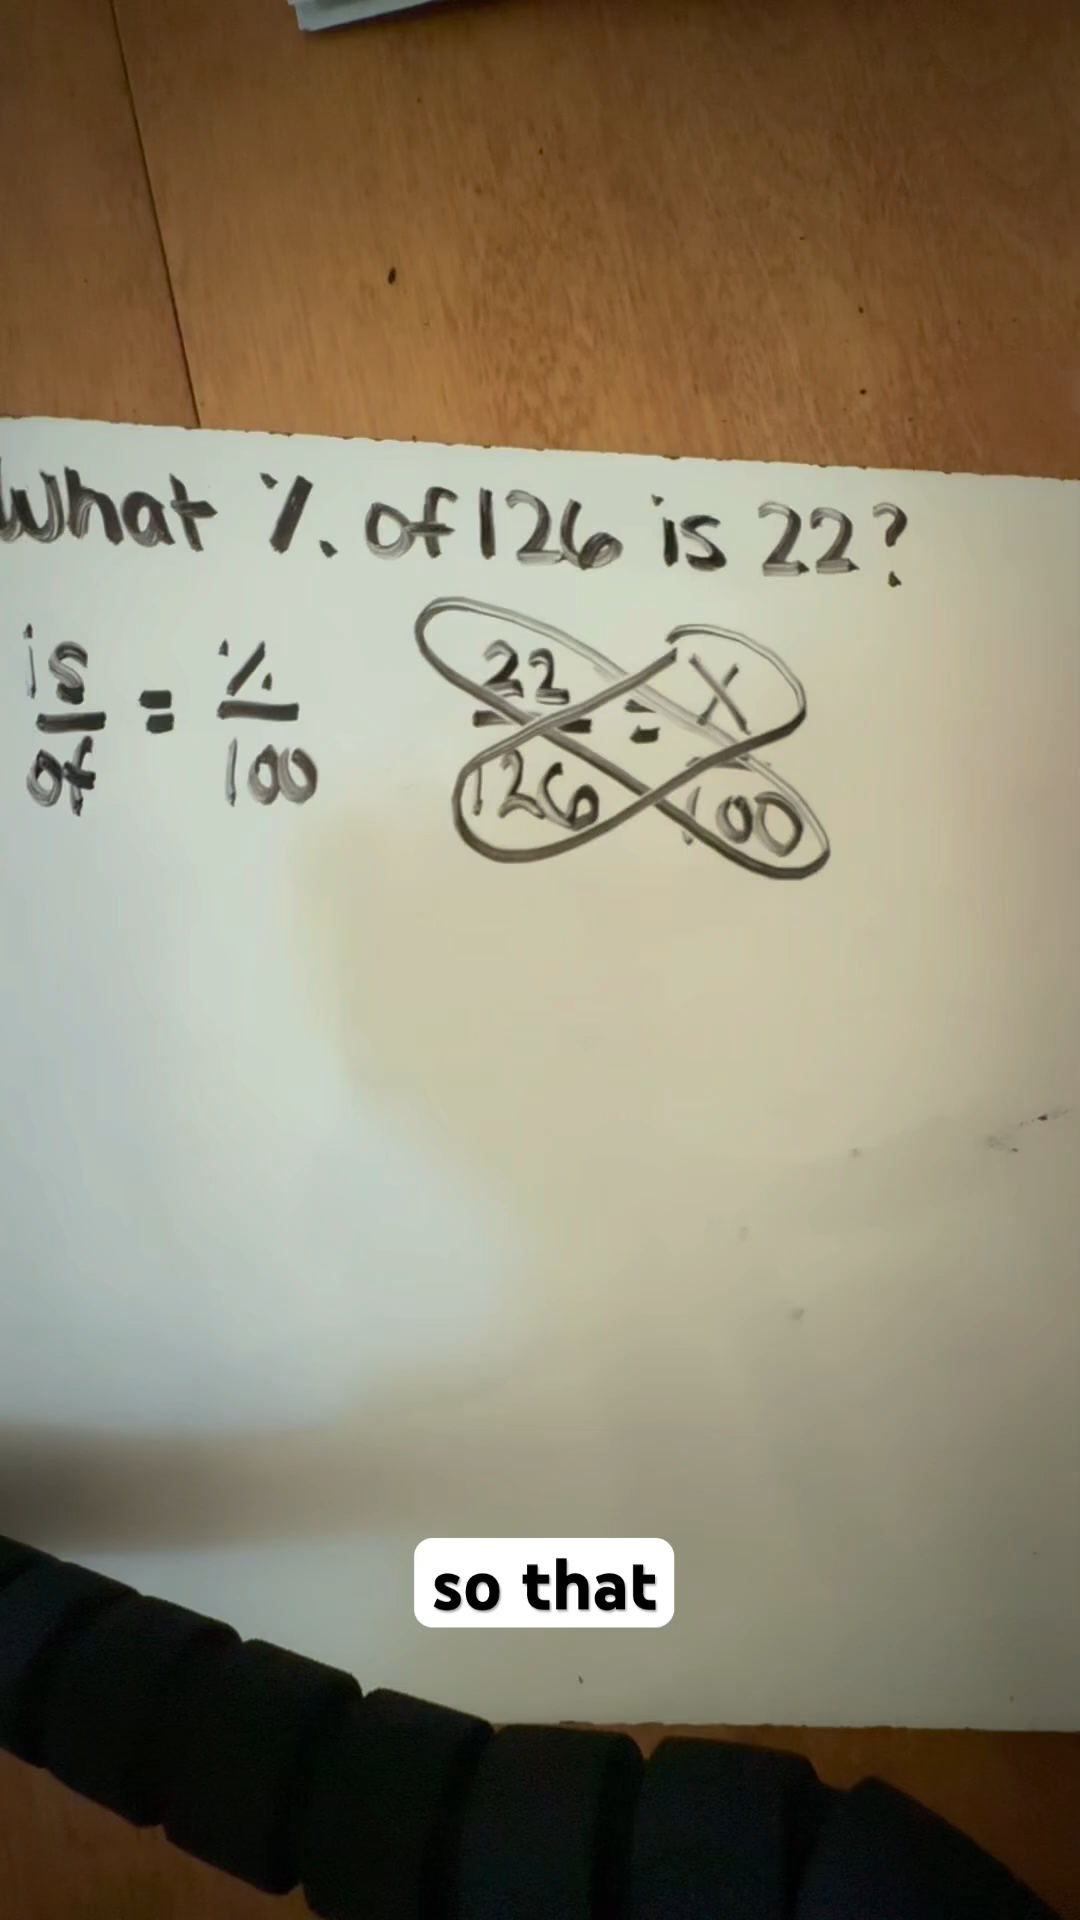 What % of 126 is 22?
is/of = %/100
22/126 = x/100
so that